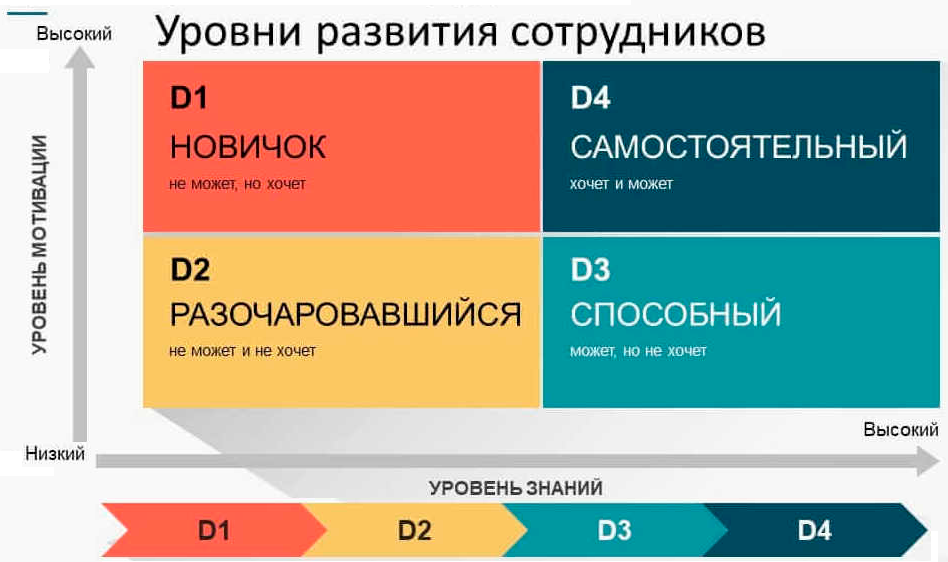 Уровни развития сотрудников
Высокий
УРОВЕНЬ МОТИВАЦИИ
D1
НОВИЧОК
не может, но хочет
D4
САМОСТОЯТЕЛЬНЫЙ
хочет и может
D2
РАЗОЧАРОВАВШИЙСЯ
не может и не хочет
D3
СПОСОБНЫЙ
может, но не хочет
Высокий
Низкий
УРОВЕНЬ ЗНАНИЙ
D1
D2
D3
D4